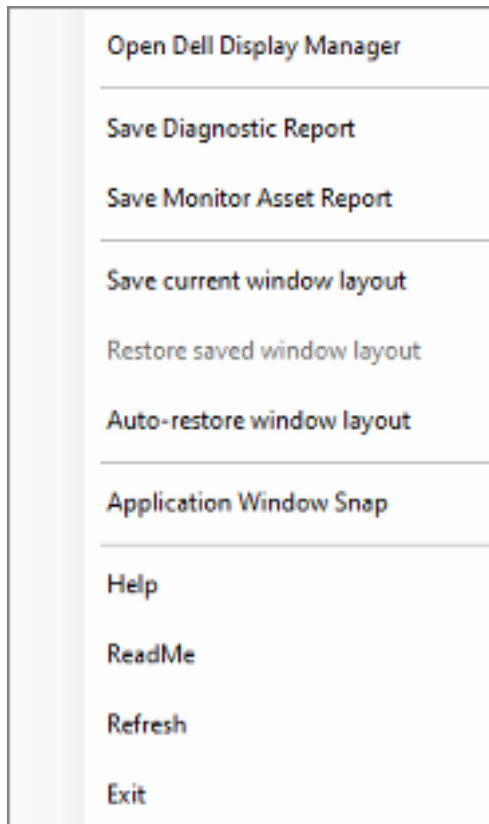 Open Dell Display Manager
Save Diagnostic Report
Save Monitor Asset Report
Save current window layout
Restore saved window layout
Auto-restore window layout
Application Window Snap
Help
ReadMe
Refresh
Exit